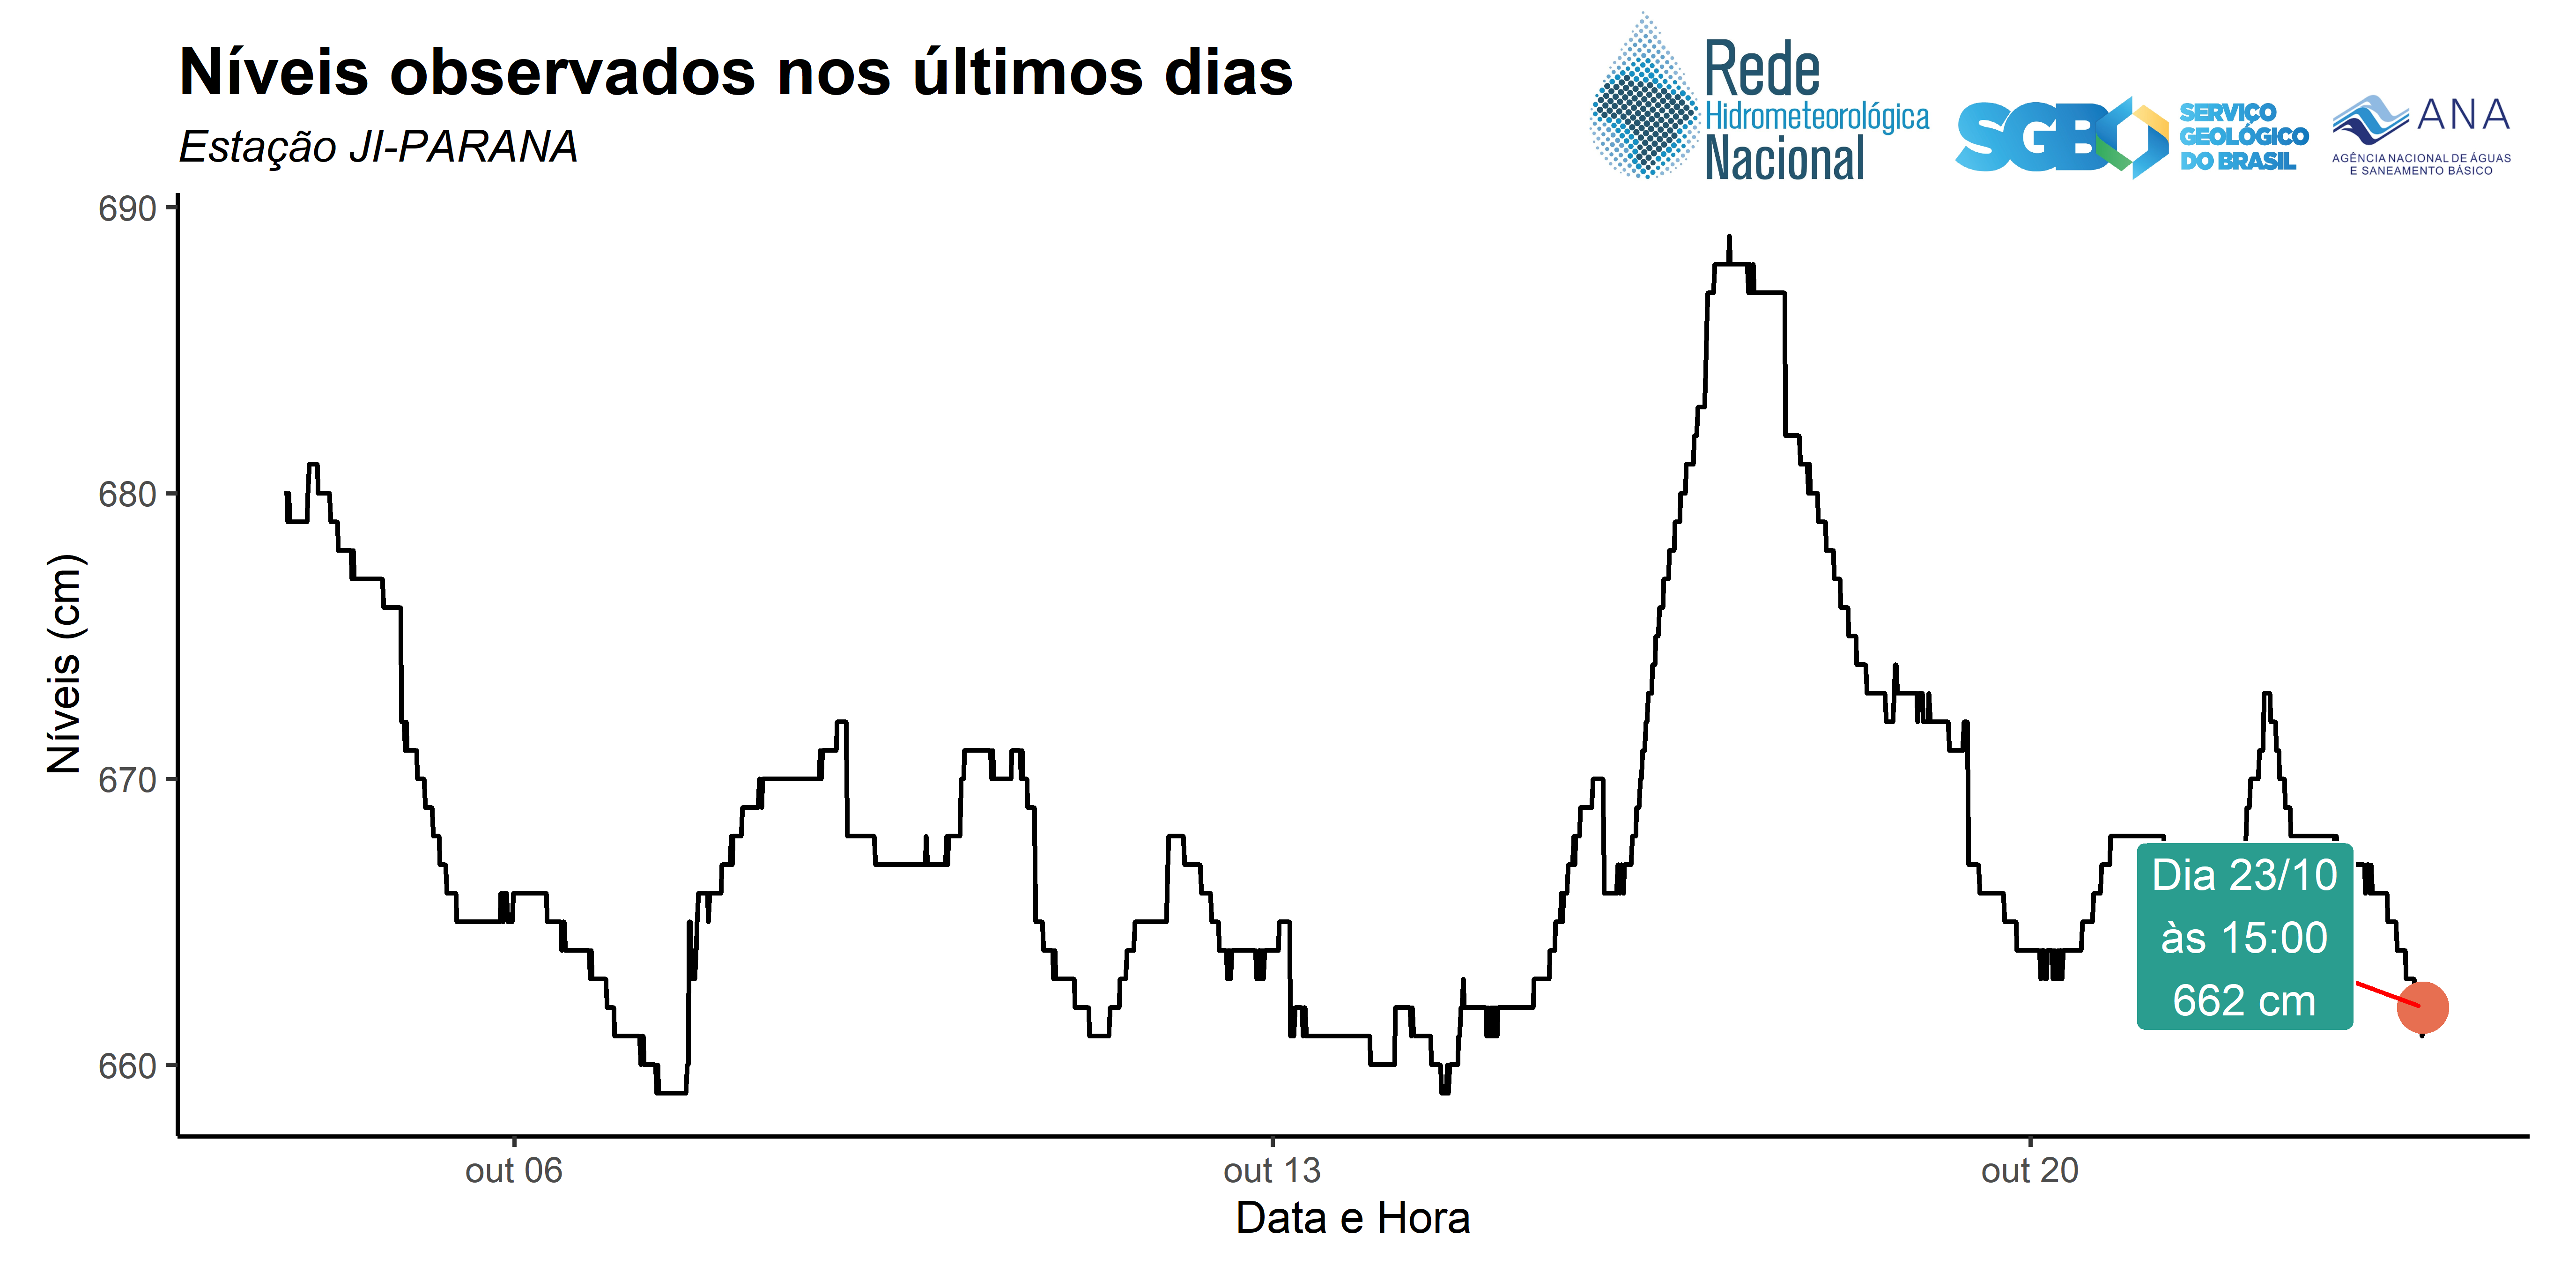 Níveis observados nos últimos dias
Estação JI-PARANA
Rede
Hidrometeorológica
Nacional
SGB
SERVIÇO
GEOLÓGICO
DO BRASIL
ANA
AGÊNCIA NACIONAL DE ÁGUAS
E SANEAMENTO BÁSICO
690
680
670
660
Níveis (cm)
Dia 23/10
às 15:00
662 cm
out 06
out 13
out 20
Data e Hora